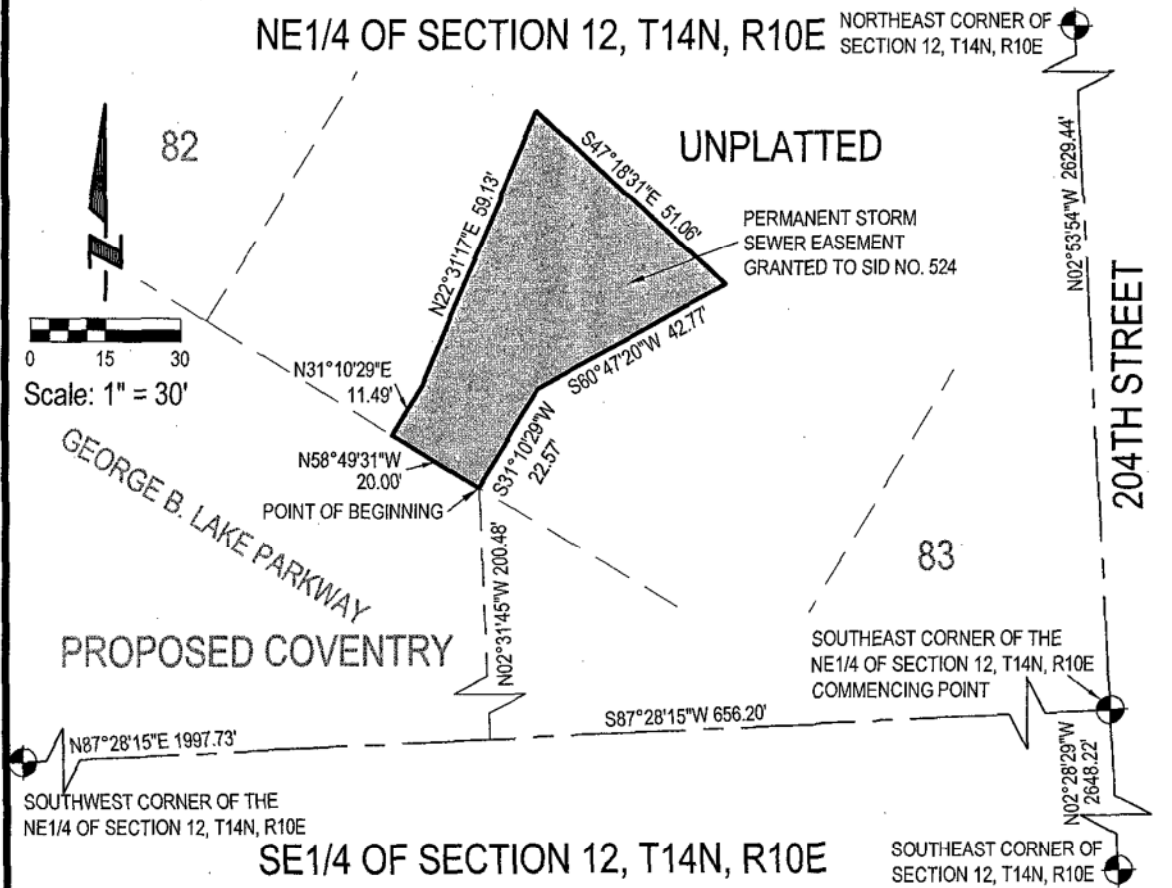 NE1/4 OF SECTION 12, T14N, R10E
NORTHEAST CORNER OF
SECTION 12, T14N, R10E
82
UNPLATTED
S47°18'31"E 51.06'
N22°31'17"E 59.13'
PERMANENT STORM
SEWER EASEMENT
GRANTED TO SID NO. 524
N02°53'54"W 2629.44'
204TH STREET
N
0 15 30
Scale: 1" = 30'
N31°10'29"E
11.49'
S60°47'20"W 42.77'
S31°10'29"W
22.57'
N58°49'31"W
20.00'
POINT OF BEGINNING
GEORGE B. LAKE PARKWAY
83
N02°31'45"W 200.48'
PROPOSED COVENTRY
SOUTHEAST CORNER OF THE
NE1/4 OF SECTION 12, T14N, R10E
COMMENCING POINT
S87°28'15"W 656.20'
N87°28'15"E 1997.73'
N02°28'29"W
2648.22'
SOUTHWEST CORNER OF THE
NE1/4 OF SECTION 12, T14N, R10E
SE1/4 OF SECTION 12, T14N, R10E
SOUTHEAST CORNER OF
SECTION 12, T14N, R10E